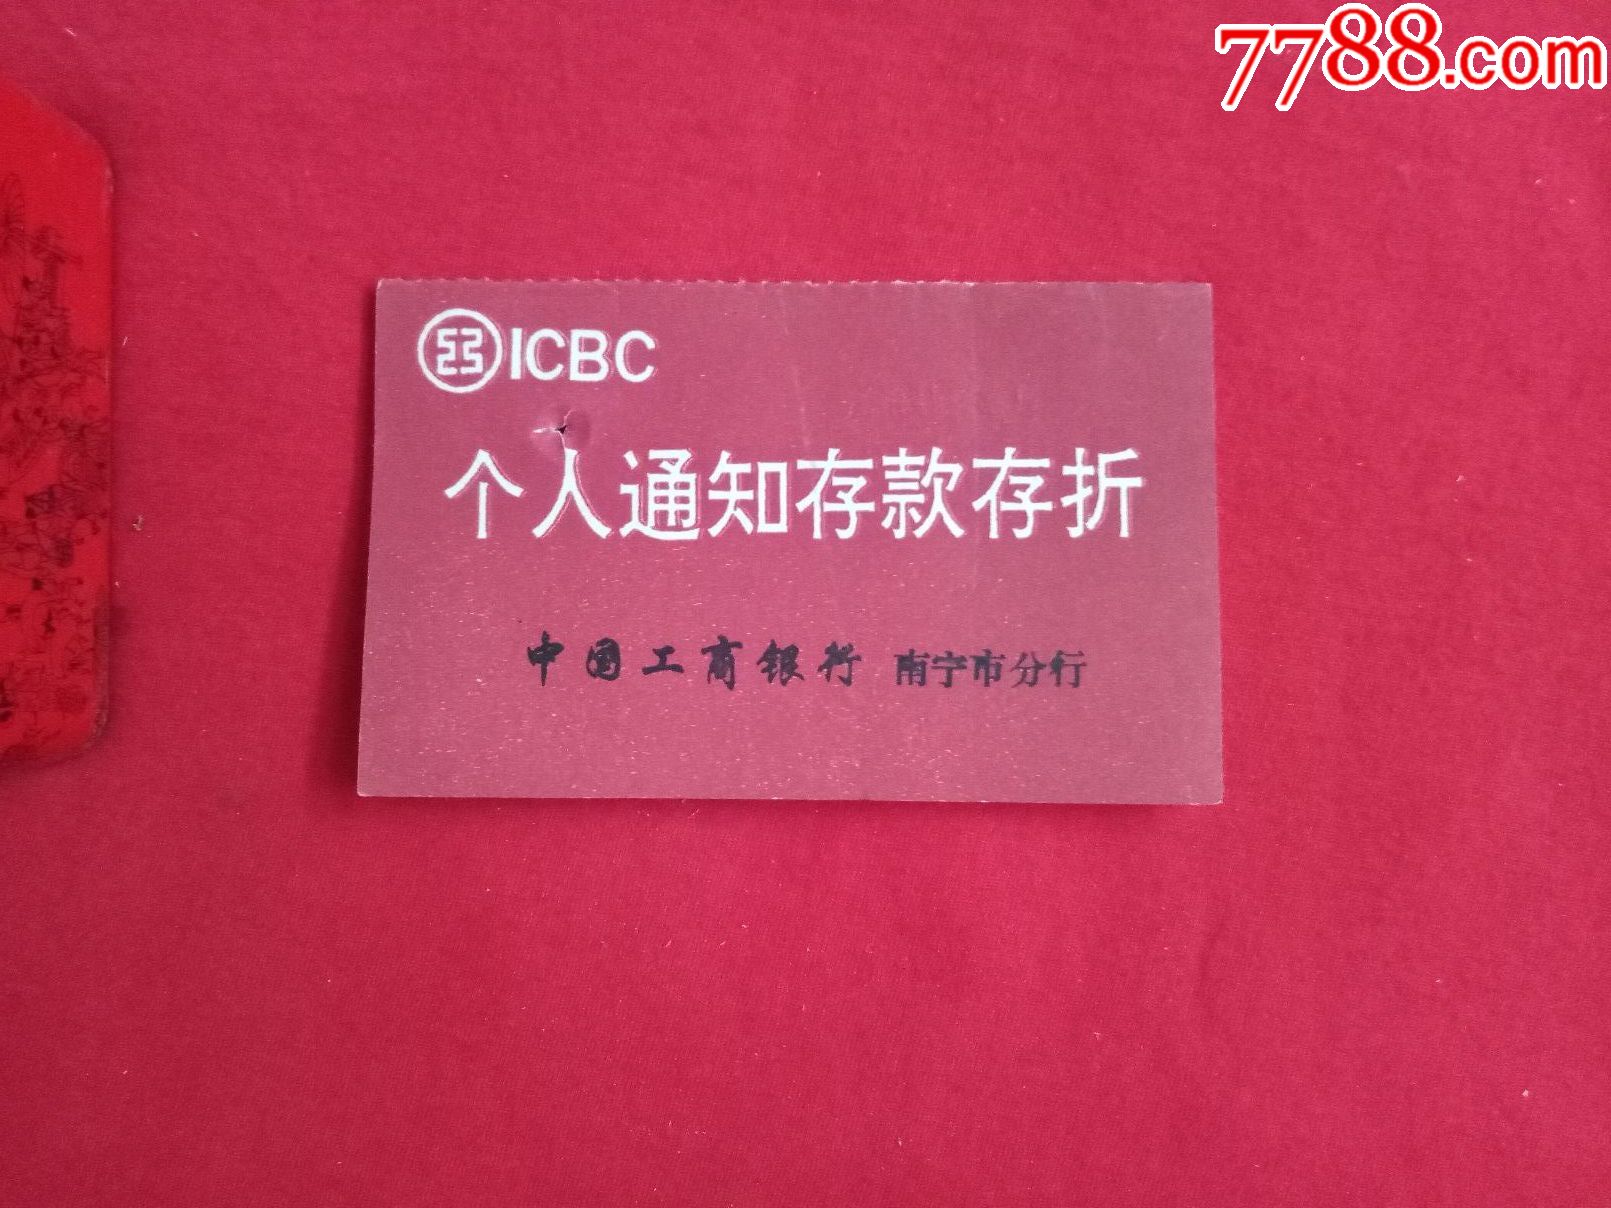 7788.com
ICBC
个人通知存款存折
中国工商银行 南宁市分行